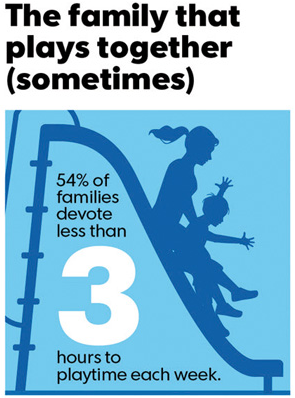 The family that
plays together
(sometimes)
54% of
families
devote
less than
3
hours to
playtime each week.